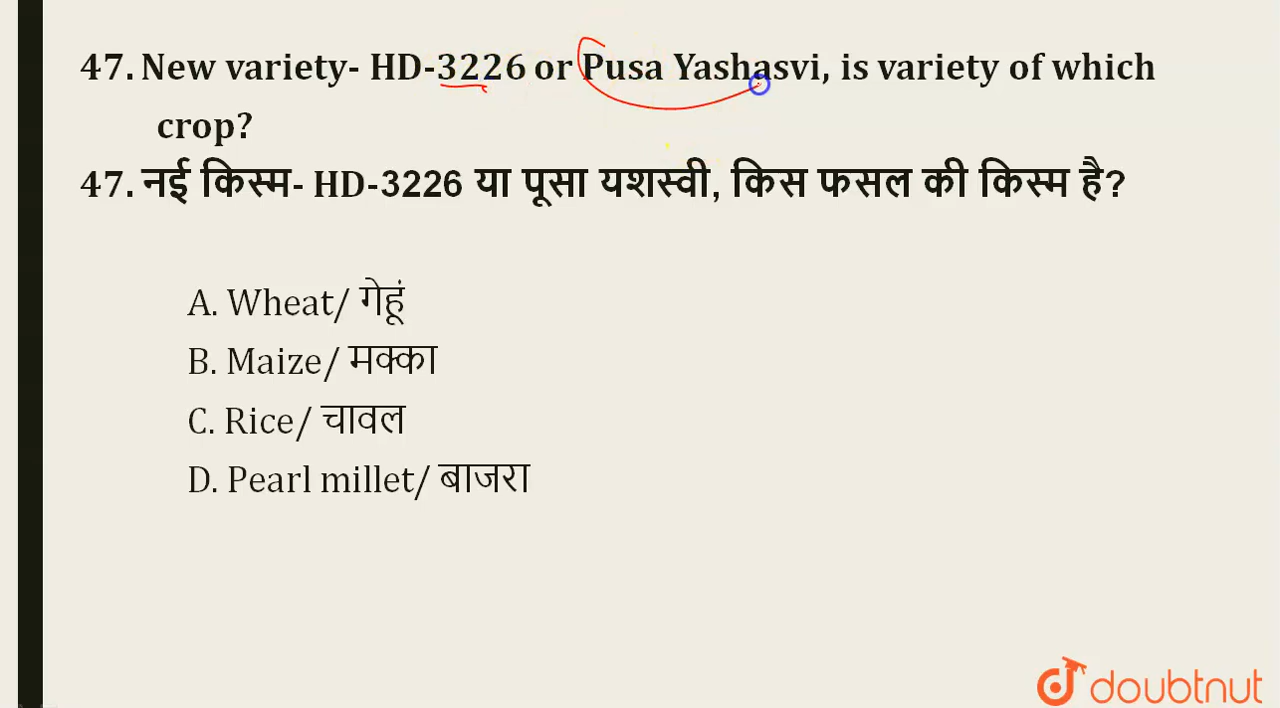 47. New variety- HD-3226 or Pusa Yashasvi, is variety of which
crop?
47. नई किस्म- HD-3226 या पूसा यशस्वी, किस फसल की किस्म है?
A. Wheat/ गेहूं
B. Maize/ मक्का
C. Rice/ चावल
D. Pearl millet/ बाजरा
doubtnut